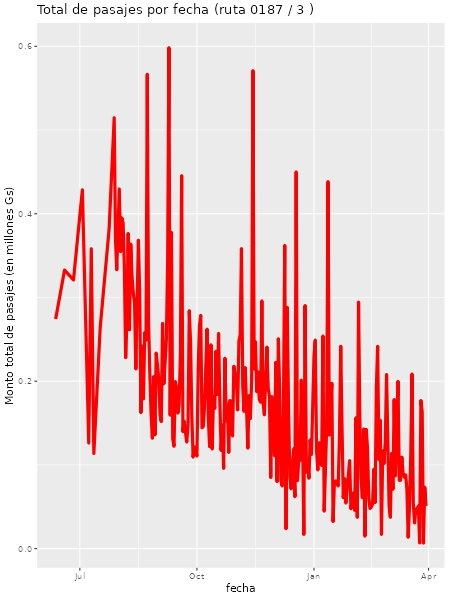 Total de pasajes por fecha (ruta 0187 / 3 )
0.6
0.4
0.2
0.0
Monto total de pasajes (en millones Gs)
Jul Oct Jan Apr
fecha